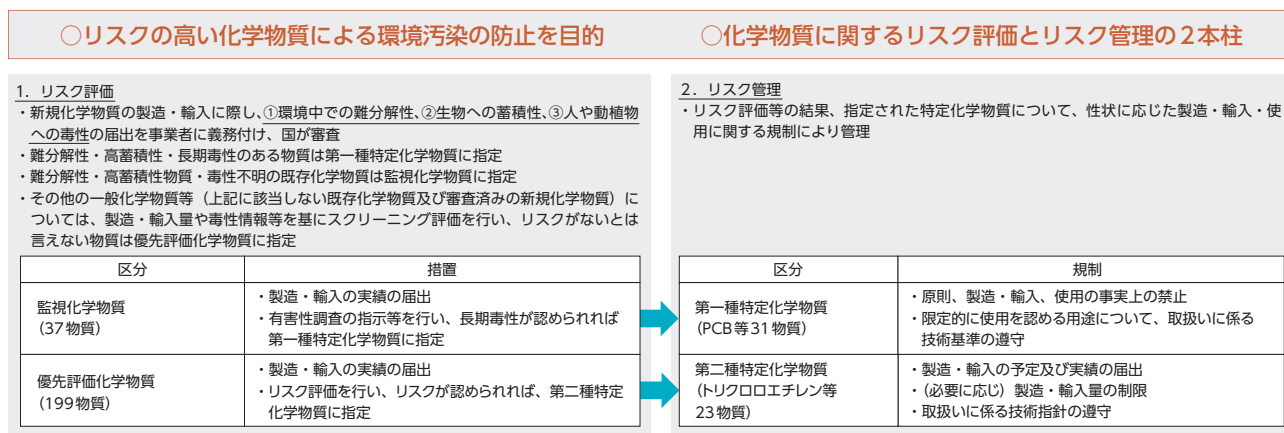 ○リスクの高い化学物質による環境汚染の防止を目的
○化学物質に関するリスク評価とリスク管理の2本柱
1．リスク評価
・新規化学物質の製造・輸入に際し、①環境中での難分解性、②生物への蓄積性、③人や動植物
への毒性の届出を事業者に義務付け、国が審査
・難分解性・高蓄積性・長期毒性のある物質は第一種特定化学物質に指定
・難分解性・高蓄積性物質・毒性不明の既存化学物質は監視化学物質に指定
・その他の一般化学物質等（上記に該当しない既存化学物質及び審査済みの新規化学物質）に
ついては、製造・輸入量や毒性情報等を基にスクリーニング評価を行い、リスクがないとは
言えない物質は優先評価化学物質に指定
区分
措置
監視化学物質
(37物質)
・製造・輸入の実績の届出
・有害性調査の指示等を行い、長期毒性が認められれば
第一種特定化学物質に指定
優先評価化学物質
(199物質)
・製造・輸入の実績の届出
・リスク評価を行い、リスクが認められれば、第二種特定
化学物質に指定
2．リスク管理
・リスク評価等の結果、指定された特定化学物質について、性状に応じた製造・輸入・使
用に関する規制により管理
区分
規制
第一種特定化学物質
(PCB等31物質)
・原則、製造・輸入、使用の事実上の禁止
・限定的に使用を認める用途について、取扱いに係る
技術基準の遵守
第二種特定化学物質
(トリクロロエチレン等
23物質)
・製造・輸入の予定及び実績の届出
・(必要に応じ）製造・輸入量の制限
・取扱いに係る技術指針の遵守